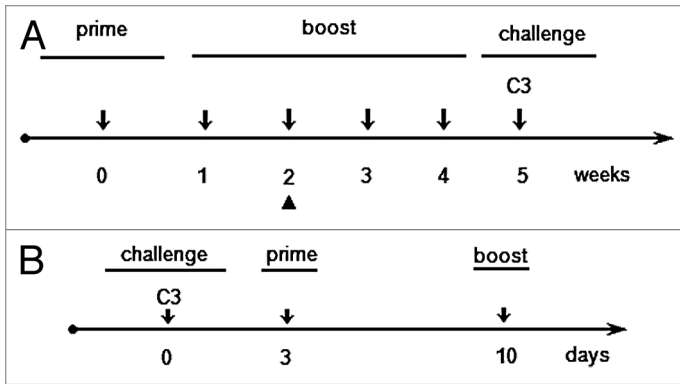 A
prime boost challenge
C3
0 1 2 3 4 5 weeks
B
challenge prime boost
C3
0 3 10 days